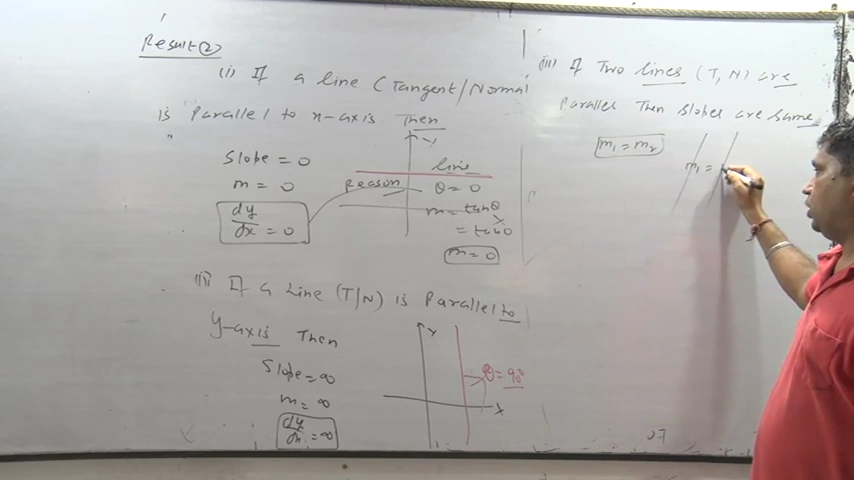 Result (2)
(i) If a line (Tangent/Normal
is Parallel to x-axis Then
Slope = 0
m = 0
dy/dx = 0
Reason
y
line
θ = 0
m = tanθ
= tan0
m = 0
(ii) If a Line (T/N) is Parallel to
y-axis Then
Slope = ∞
m = ∞
dy/dx = ∞
Y
θ = 90°
X
(iii) If Two lines (T, N) are
Parallel Then Slopes are same
m₁ = m₂
m₁ =